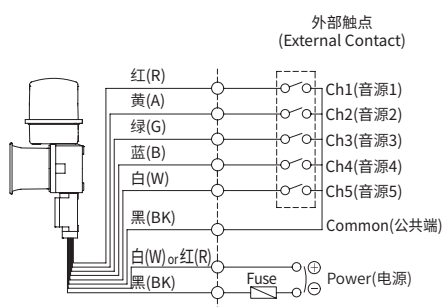 外部触点
(External Contact)
红(R)
Ch1(音源1)
黄(A)
Ch2(音源2)
绿(G)
Ch3(音源3)
蓝(B)
Ch4(音源4)
白(W)
Ch5(音源5)
黑(BK)
Common(公共端)
白(W)or红(R)
黑(BK)
Fuse
Power(电源)